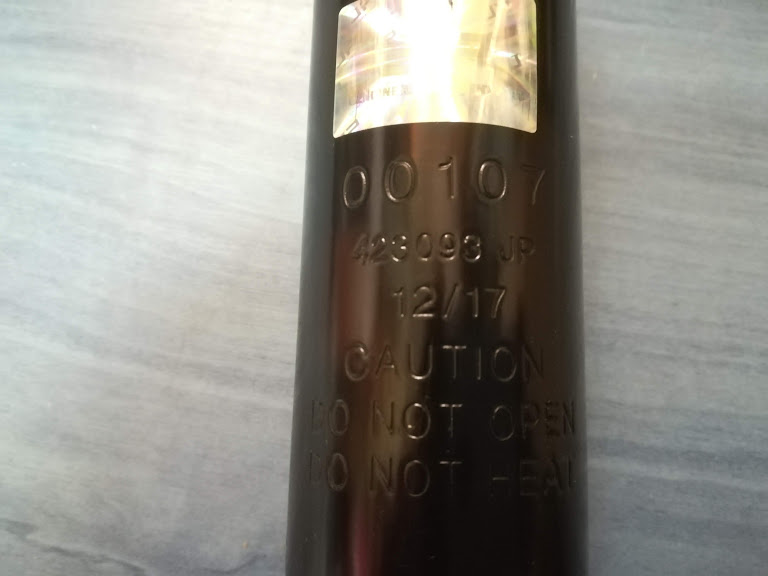 00107
423093 JP
12/17
CAUTION
DO NOT OPEN
DO NOT HEAT